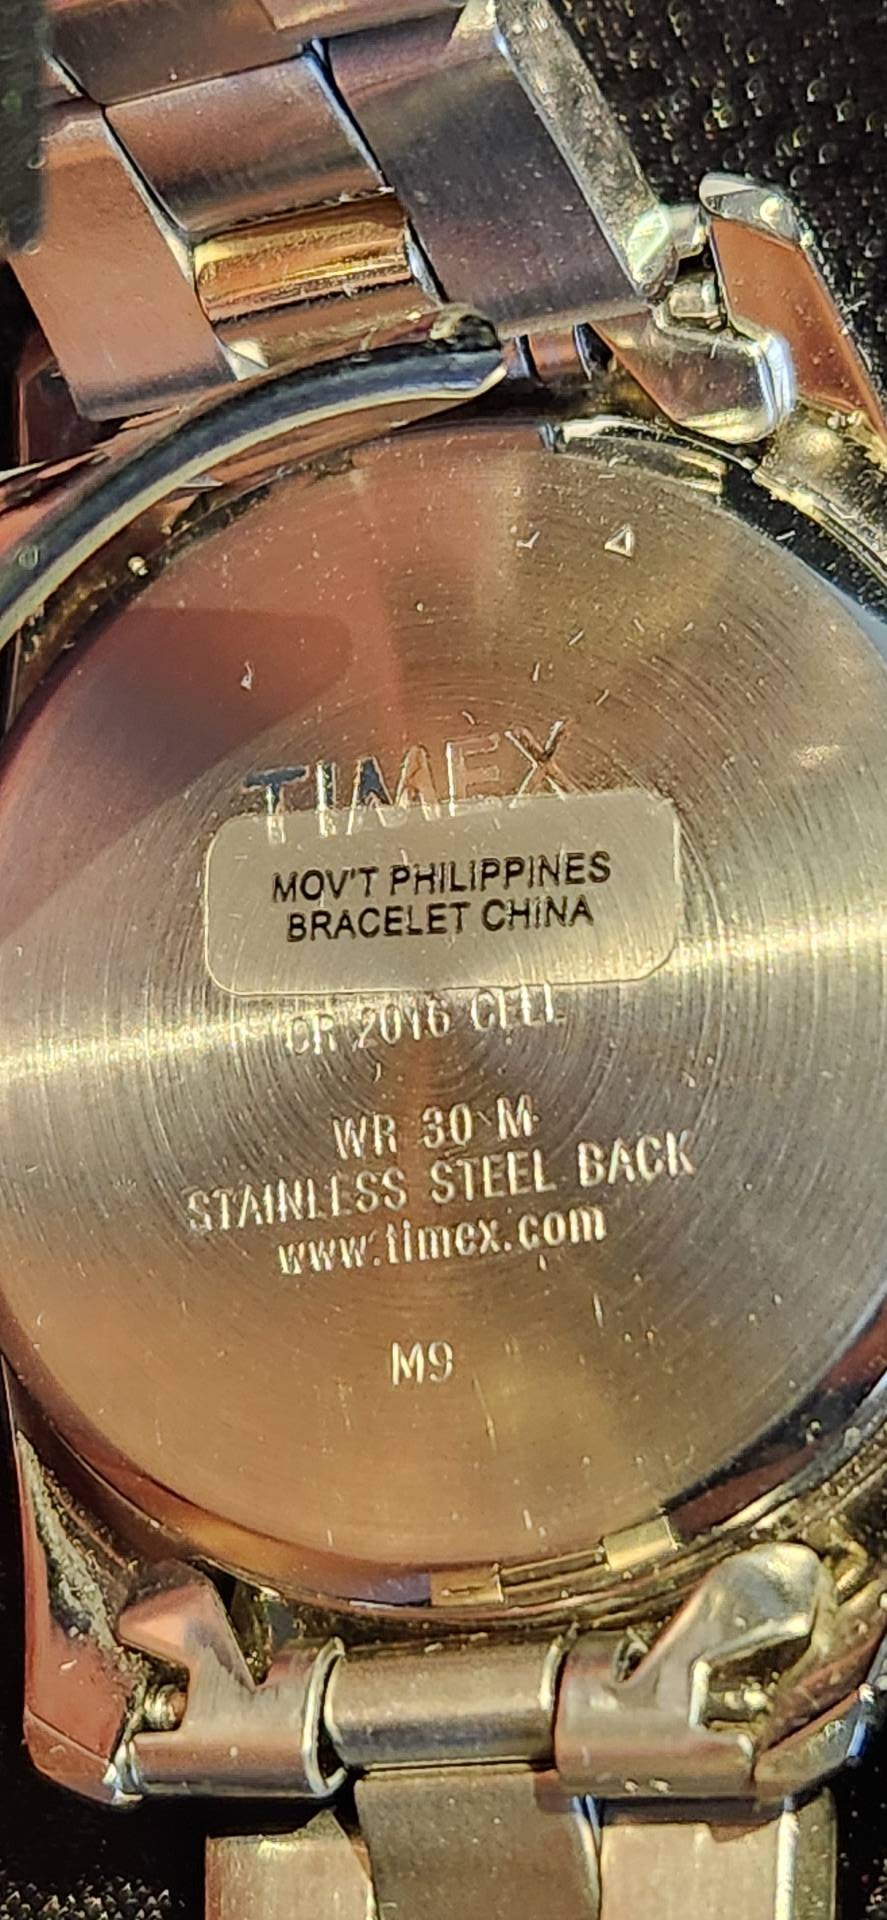 TIMEX
MOV'T PHILIPPINES
BRACELET CHINA
CR 2016 CELL
WR 30 M
STAINLESS STEEL BACK
www.timex.com
M9